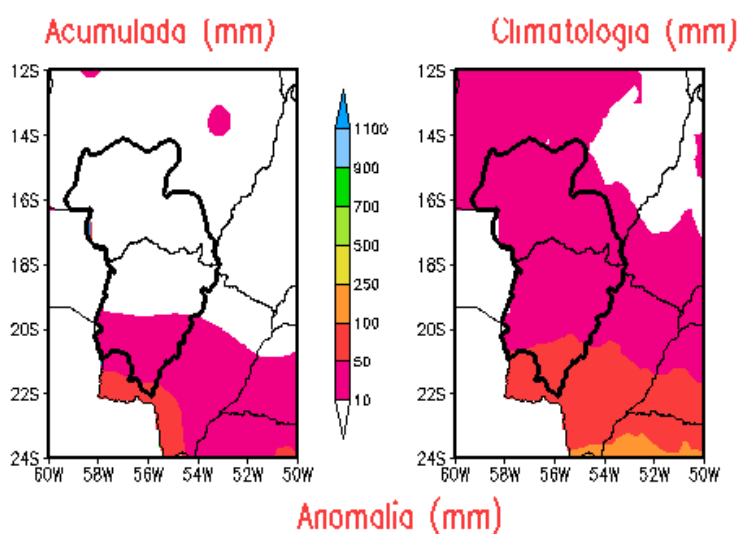 Acumulada (mm)
Climatologia (mm)
12S
14S
16S
18S
20S
22S
24S
60W 58W 56W 54W 52W 50W
1100
900
700
500
250
100
50
10
12S
14S
16S
18S
20S
22S
24S
60W 58W 56W 54W 52W 50W
Anomalia (mm)